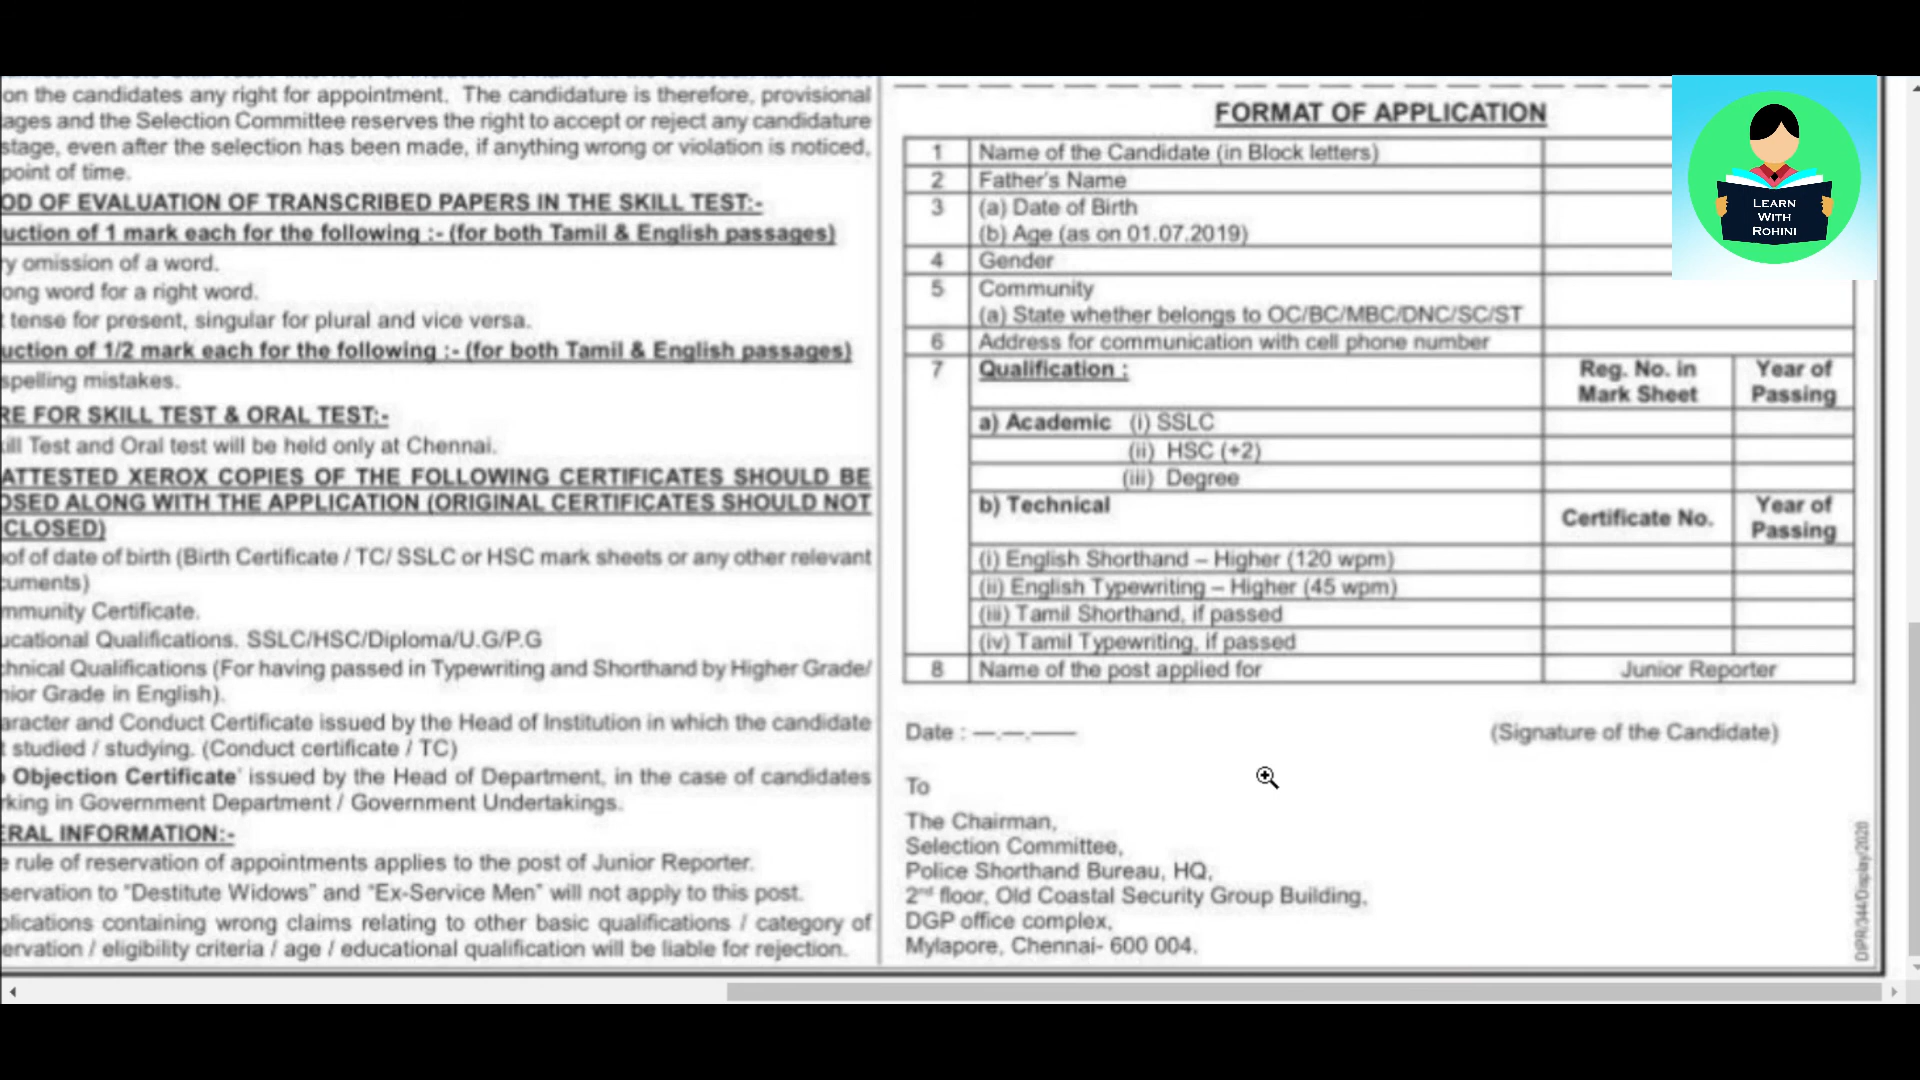 on the candidates any right for appointment. The candidature is therefore, provisional
ages and the Selection Committee reserves the right to accept or reject any candidature
stage, even after the selection has been made, if anything wrong or violation is noticed,
point of time.
OD OF EVALUATION OF TRANSCRIBED PAPERS IN THE SKILL TEST:-
uction of 1 mark each for the following :- (for both Tamil & English passages)
ry omission of a word.
ong word for a right word.
t tense for present, singular for plural and vice versa.
uction of 1/2 mark each for the following :- (for both Tamil & English passages)
spelling mistakes.
RE FOR SKILL TEST & ORAL TEST:-
ill Test and Oral test will be held only at Chennai.
ATTESTED XEROX COPIES OF THE FOLLOWING CERTIFICATES SHOULD BE
OSED ALONG WITH THE APPLICATION (ORIGINAL CERTIFICATES SHOULD NOT
CLOSED)
oof of date of birth (Birth Certificate / TC/ SSLC or HSC mark sheets or any other relevant
cuments)
mmunity Certificate.
ucational Qualifications. SSLC/HSC/Diploma/U.G/P.G
chnical Qualifications (For having passed in Typewriting and Shorthand by Higher Grade/
nior Grade in English).
aracter and Conduct Certificate issued by the Head of Institution in which the candidate
t studied / studying. (Conduct certificate / TC)
o Objection Certificate' issued by the Head of Department, in the case of candidates
rking in Government Department / Government Undertakings.
ERAL INFORMATION:-
e rule of reservation of appointments applies to the post of Junior Reporter.
servation to "Destitute Widows" and "Ex-Service Men" will not apply to this post.
plications containing wrong claims relating to other basic qualifications / category of
ervation / eligibility criteria / age / educational qualification will be liable for rejection.
FORMAT OF APPLICATION
1 Name of the Candidate (in Block letters)
2 Father's Name
3 (a) Date of Birth
(b) Age (as on 01.07.2019)
4 Gender
5 Community
(a) State whether belongs to OC/BC/MBC/DNC/SC/ST
6 Address for communication with cell phone number
7 Qualification : Reg. No. in Year of
Mark Sheet Passing
a) Academic (i) SSLC
(ii) HSC (+2)
(iii) Degree
b) Technical Certificate No. Year of
Passing
(i) English Shorthand – Higher (120 wpm)
(ii) English Typewriting – Higher (45 wpm)
(iii) Tamil Shorthand, if passed
(iv) Tamil Typewriting, if passed
8 Name of the post applied for Junior Reporter
Date : —.—.—— (Signature of the Candidate)
To
The Chairman,
Selection Committee,
Police Shorthand Bureau, HQ,
2nd floor, Old Coastal Security Group Building,
DGP office complex,
Mylapore, Chennai- 600 004.
DIPR/344/Display/2020
LEARN
WITH
ROHINI